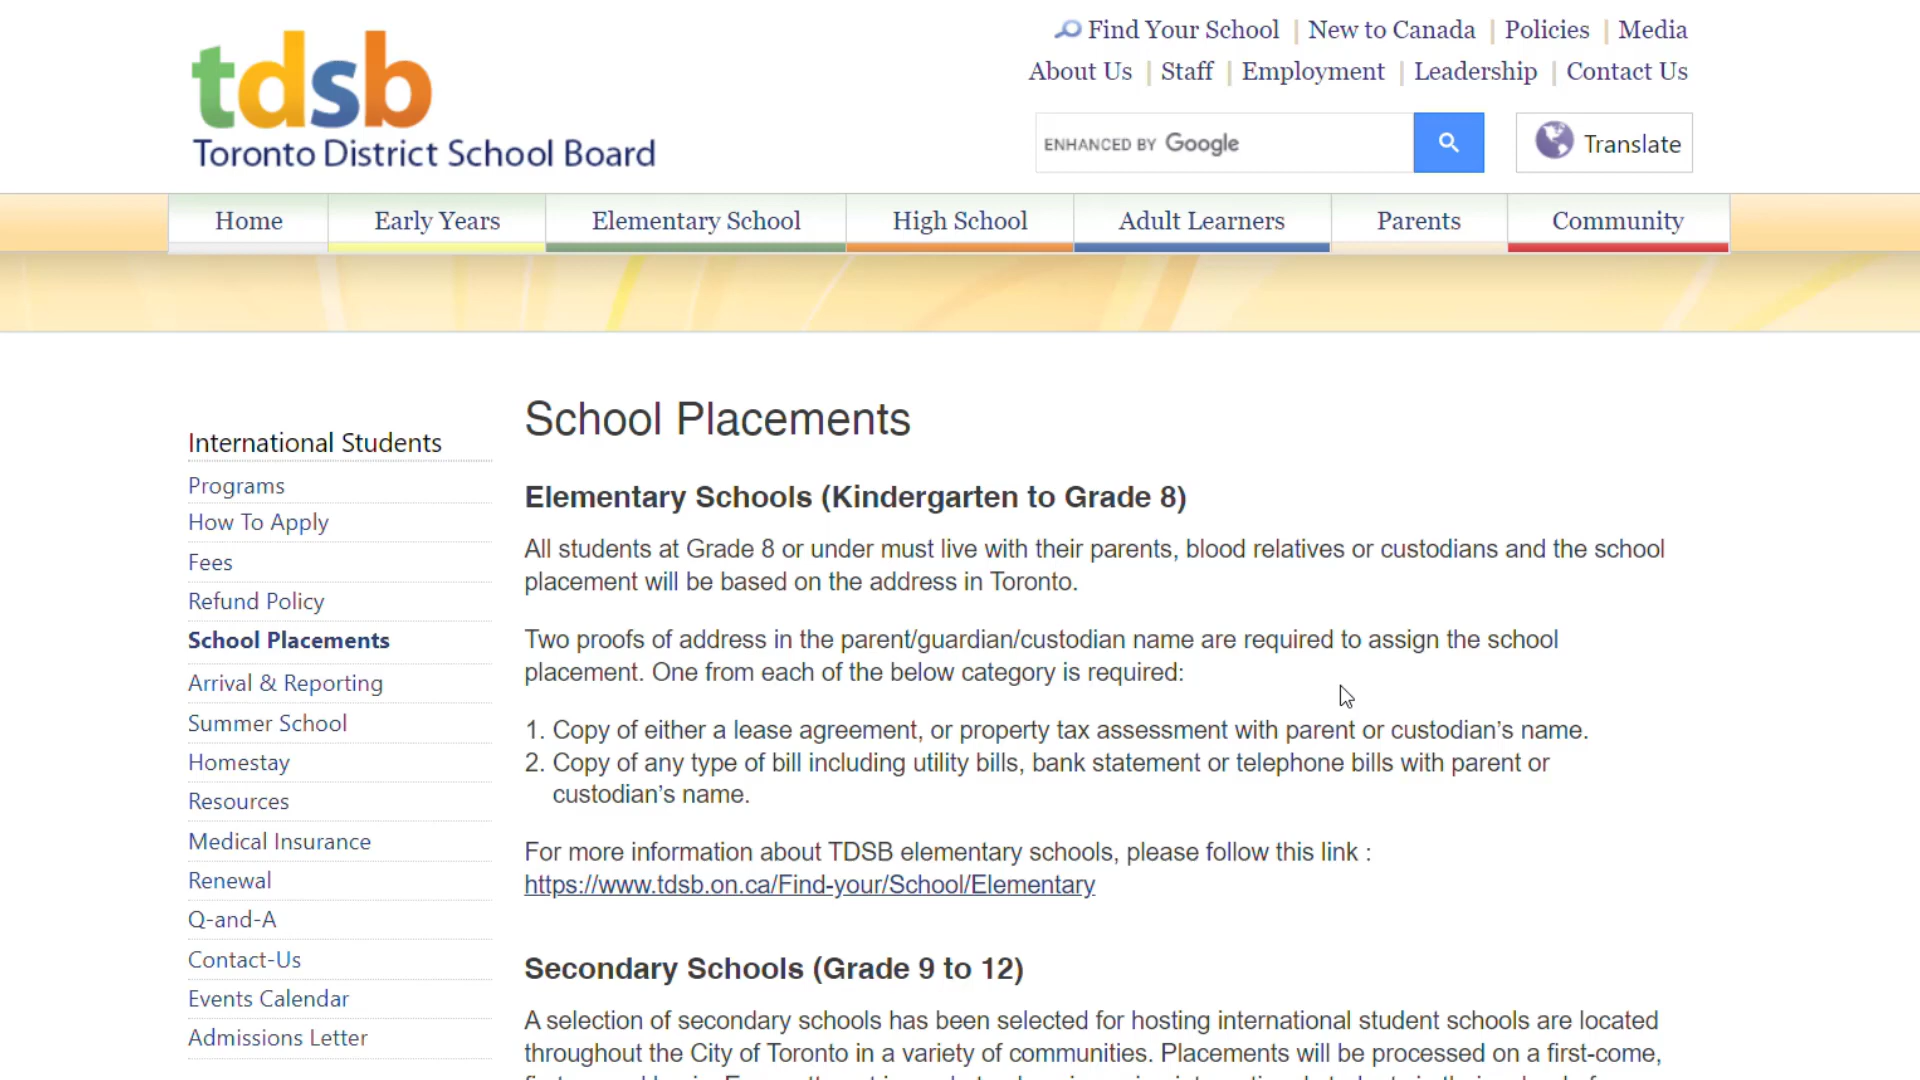 tdsb
Toronto District School Board
Find Your School | New to Canada | Policies | Media
About Us | Staff | Employment | Leadership | Contact Us
ENHANCED BY Google
Translate
Home
Early Years
Elementary School
High School
Adult Learners
Parents
Community
International Students
Programs
How To Apply
Fees
Refund Policy
School Placements
Arrival & Reporting
Summer School
Homestay
Resources
Medical Insurance
Renewal
Q-and-A
Contact-Us
Events Calendar
Admissions Letter
School Placements
Elementary Schools (Kindergarten to Grade 8)
All students at Grade 8 or under must live with their parents, blood relatives or custodians and the school
placement will be based on the address in Toronto.
Two proofs of address in the parent/guardian/custodian name are required to assign the school
placement. One from each of the below category is required:
1. Copy of either a lease agreement, or property tax assessment with parent or custodian’s name.
2. Copy of any type of bill including utility bills, bank statement or telephone bills with parent or
custodian’s name.
For more information about TDSB elementary schools, please follow this link :
https://www.tdsb.on.ca/Find-your/School/Elementary
Secondary Schools (Grade 9 to 12)
A selection of secondary schools has been selected for hosting international student schools are located
throughout the City of Toronto in a variety of communities. Placements will be processed on a first-come,